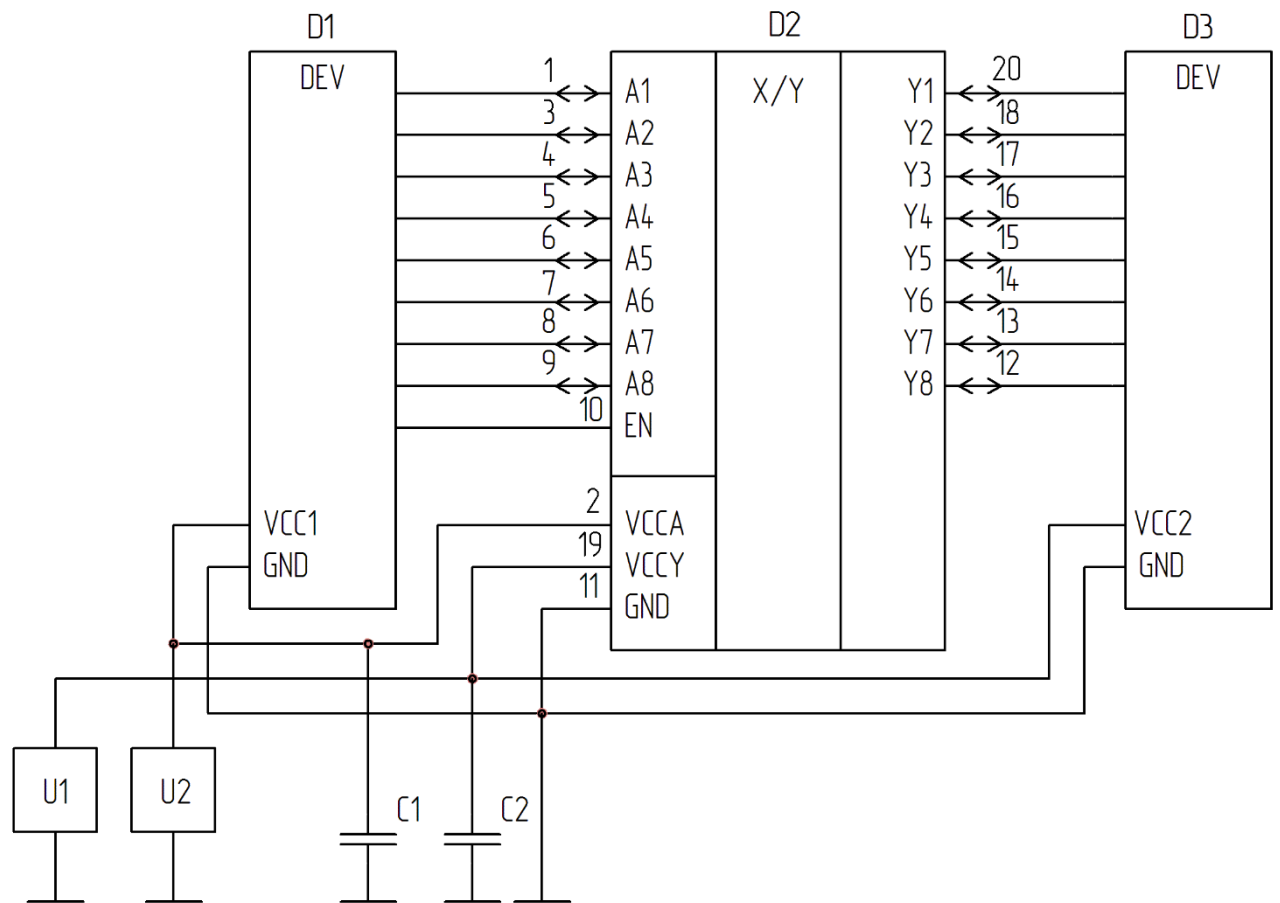 D1 D2 D3
DEV X/Y DEV
1 A1 Y1 20
3 A2 Y2 18
4 A3 Y3 17
5 A4 Y4 16
6 A5 Y5 15
7 A6 Y6 14
8 A7 Y7 13
9 A8 Y8 12
10 EN
VCC1 2 VCCA VCC2
GND 19 VCCY GND
11 GND
U1 U2 C1 C2